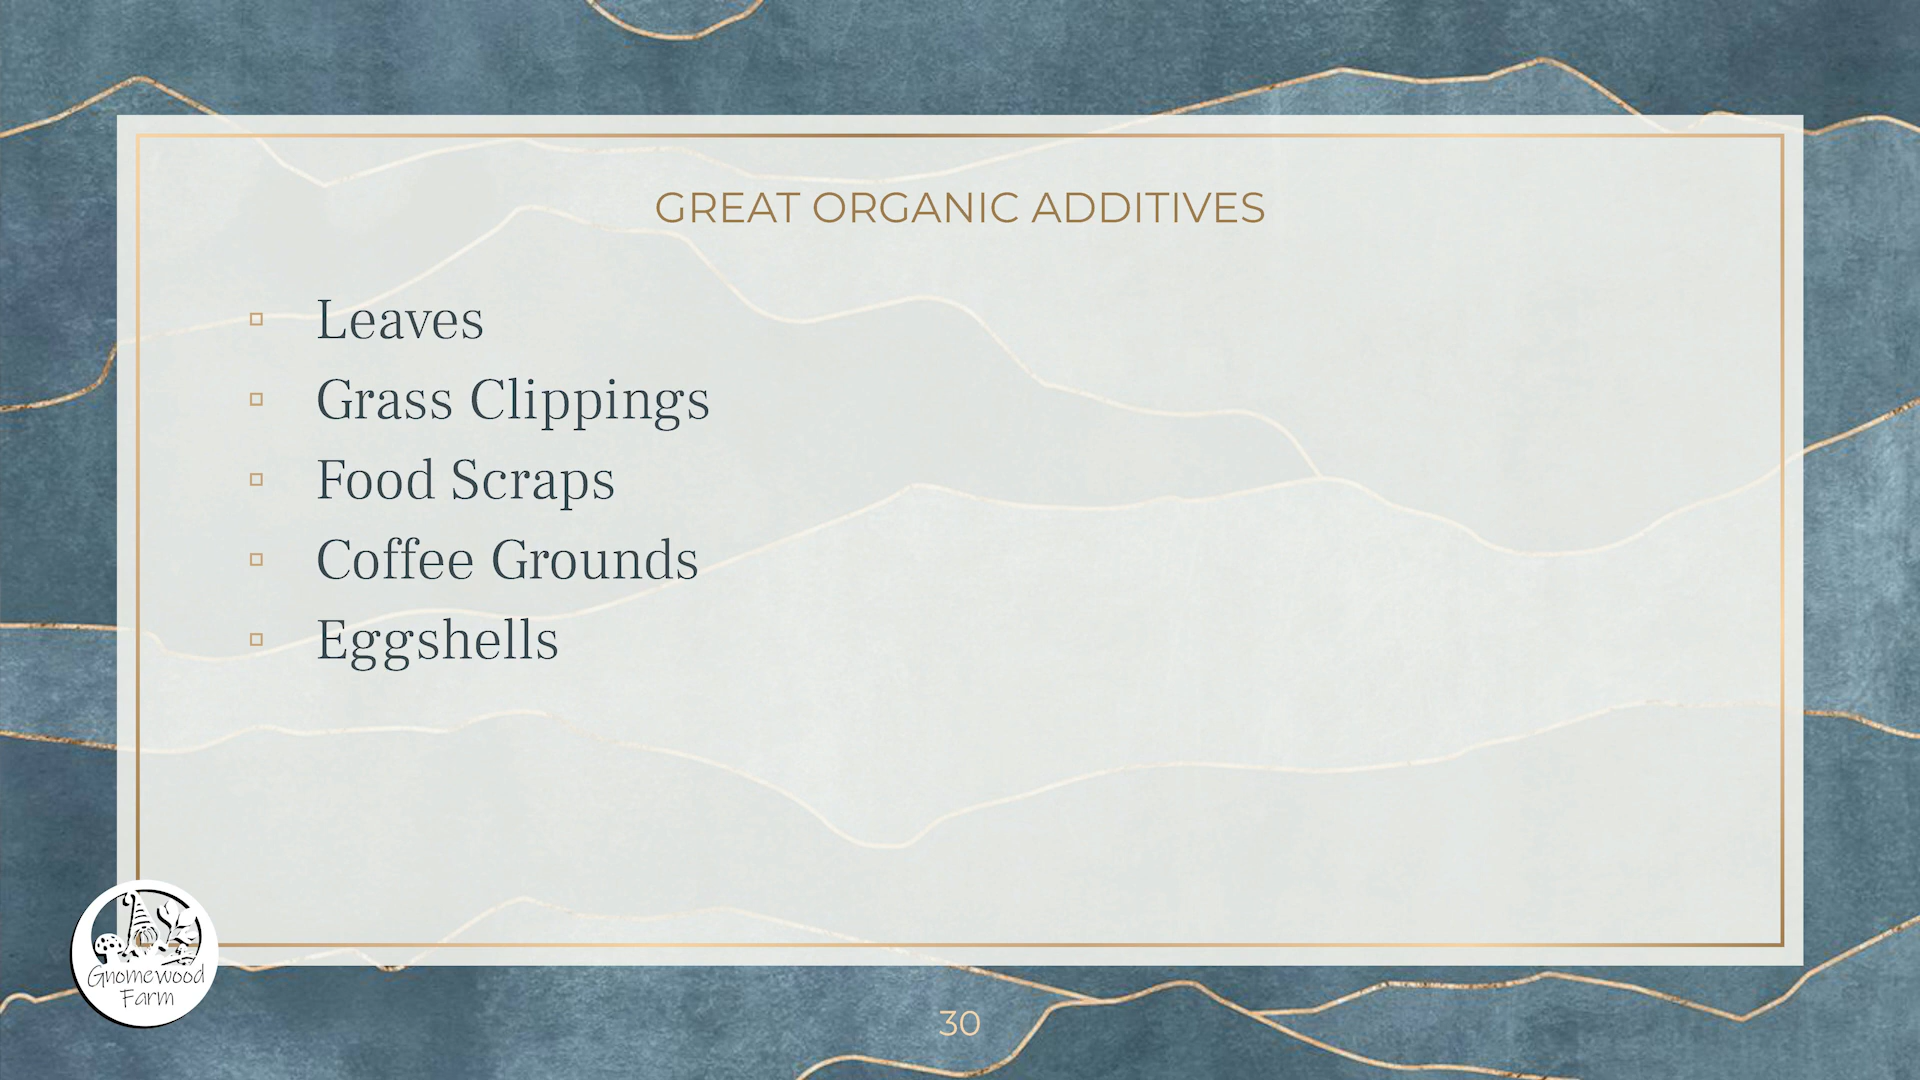 GREAT ORGANIC ADDITIVES
Leaves
Grass Clippings
Food Scraps
Coffee Grounds
Eggshells
Gnomewood
Farm
30